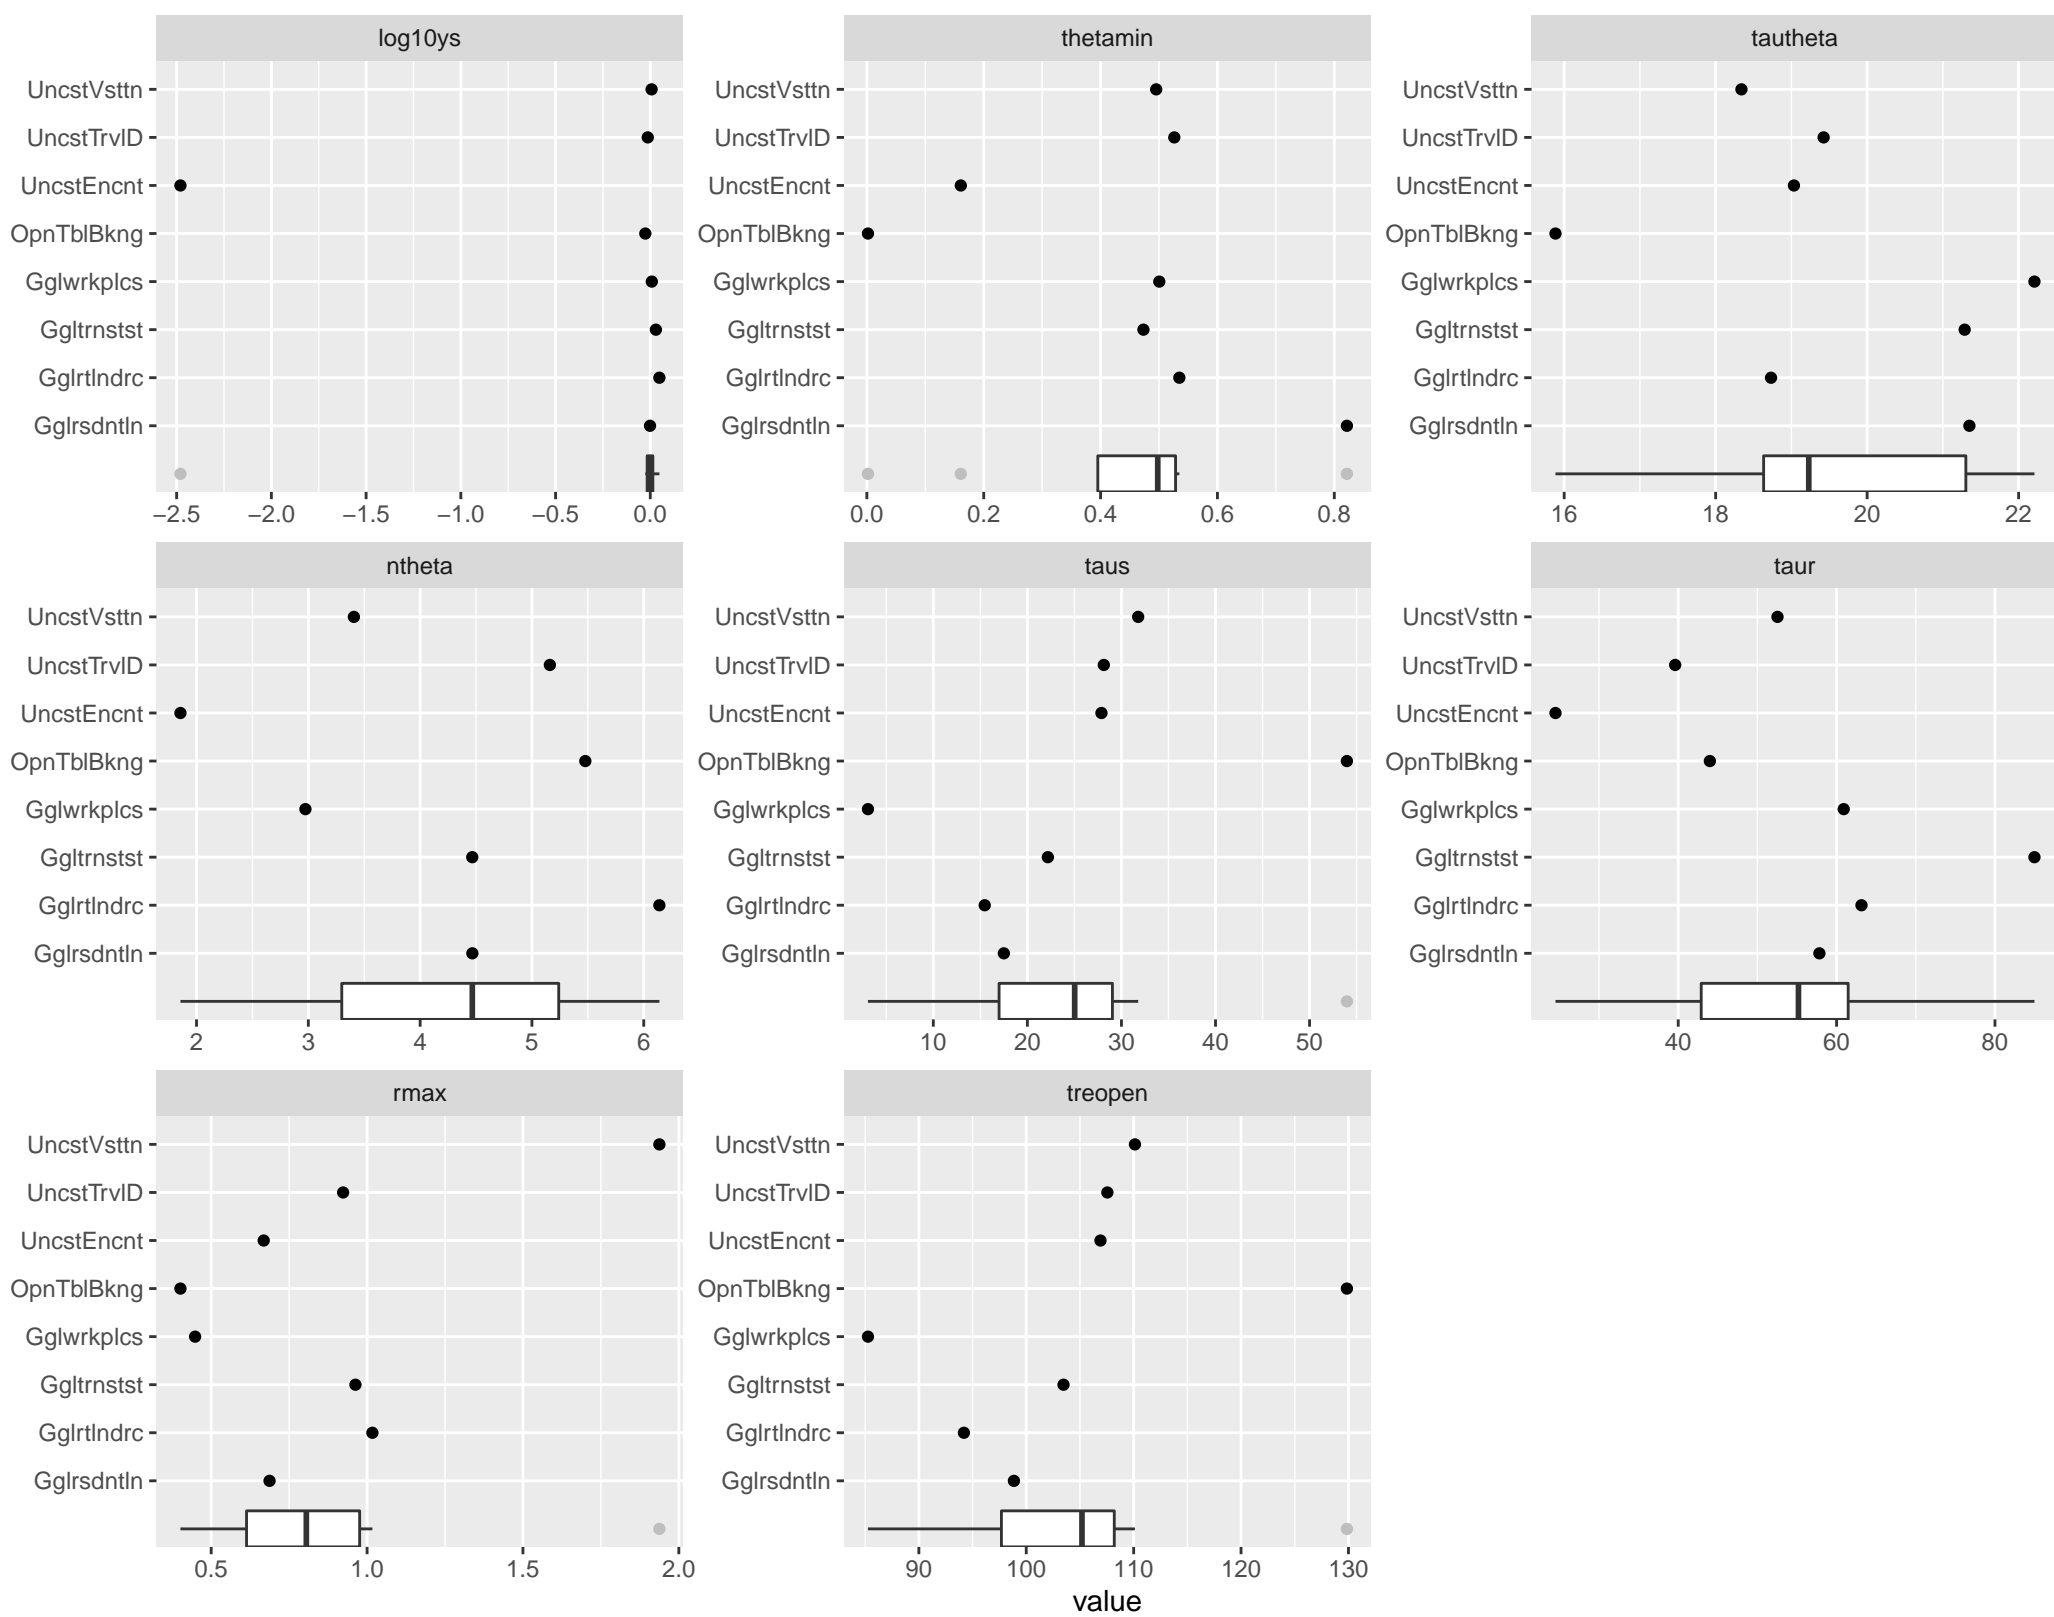 log10ys
UncstVsttn
UncstTrvlD
UncstEncnt
OpnTblBkng
Gglwrkplcs
Ggltrnstst
Gglrtlndrc
Gglrsdntln
−2.5 −2.0 −1.5 −1.0 −0.5 0.0
thetamin
UncstVsttn
UncstTrvlD
UncstEncnt
OpnTblBkng
Gglwrkplcs
Ggltrnstst
Gglrtlndrc
Gglrsdntln
0.0 0.2 0.4 0.6 0.8
tautheta
UncstVsttn
UncstTrvlD
UncstEncnt
OpnTblBkng
Gglwrkplcs
Ggltrnstst
Gglrtlndrc
Gglrsdntln
16 18 20 22
ntheta
UncstVsttn
UncstTrvlD
UncstEncnt
OpnTblBkng
Gglwrkplcs
Ggltrnstst
Gglrtlndrc
Gglrsdntln
2 3 4 5 6
taus
UncstVsttn
UncstTrvlD
UncstEncnt
OpnTblBkng
Gglwrkplcs
Ggltrnstst
Gglrtlndrc
Gglrsdntln
10 20 30 40 50
taur
UncstVsttn
UncstTrvlD
UncstEncnt
OpnTblBkng
Gglwrkplcs
Ggltrnstst
Gglrtlndrc
Gglrsdntln
40 60 80
rmax
UncstVsttn
UncstTrvlD
UncstEncnt
OpnTblBkng
Gglwrkplcs
Ggltrnstst
Gglrtlndrc
Gglrsdntln
0.5 1.0 1.5 2.0
treopen
UncstVsttn
UncstTrvlD
UncstEncnt
OpnTblBkng
Gglwrkplcs
Ggltrnstst
Gglrtlndrc
Gglrsdntln
90 100 110 120 130
value